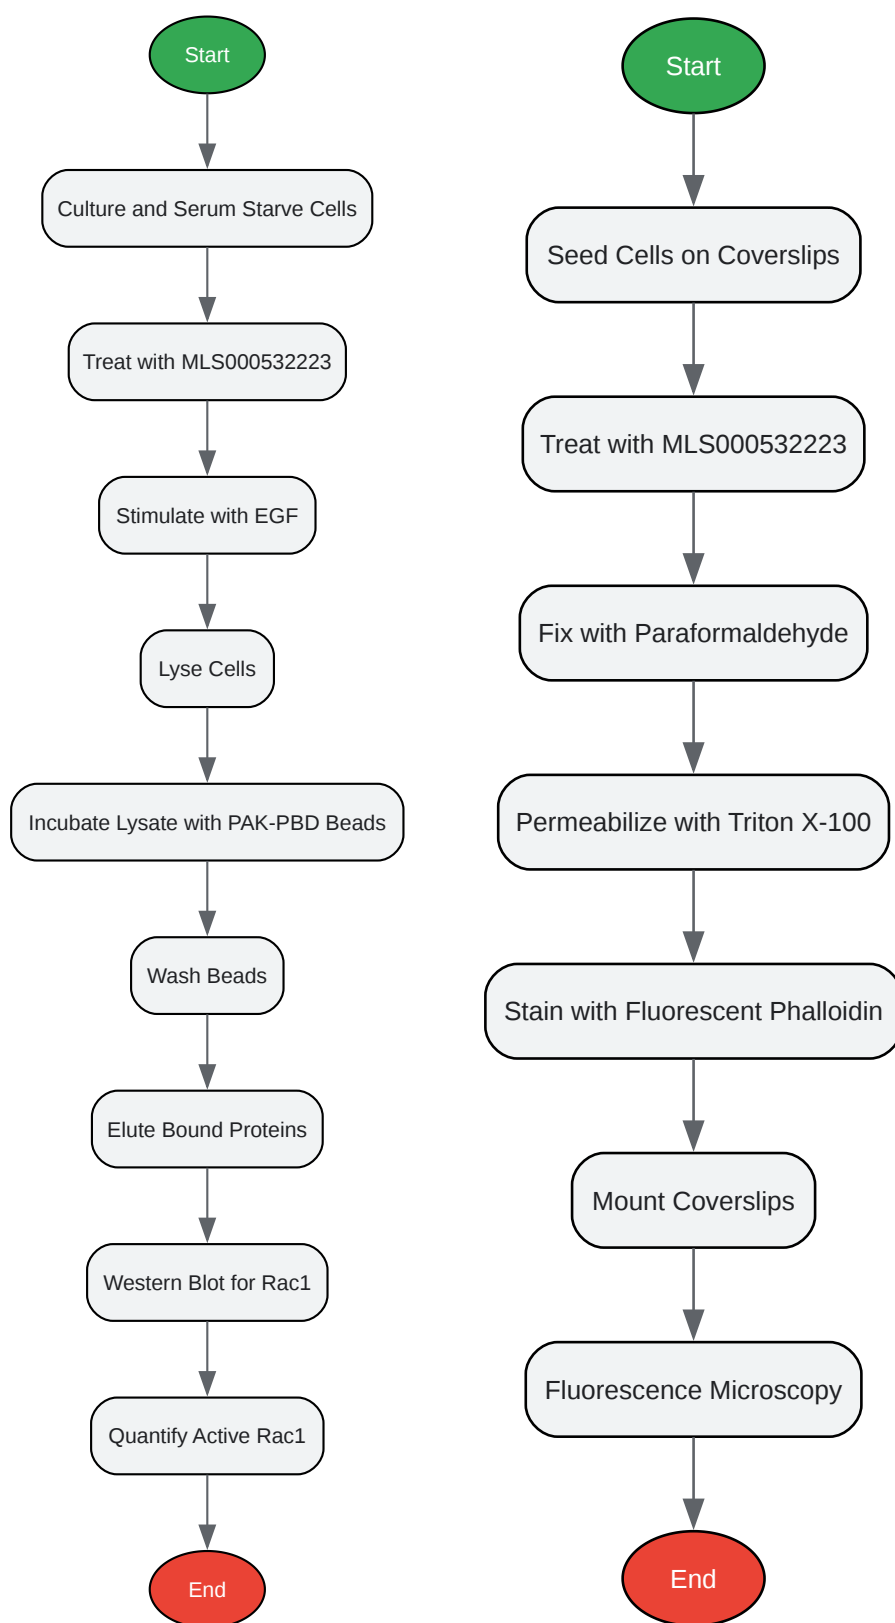 Start
Culture and Serum Starve Cells
Treat with MLS000532223
Stimulate with EGF
Lyse Cells
Incubate Lysate with PAK-PBD Beads
Wash Beads
Elute Bound Proteins
Western Blot for Rac1
Quantify Active Rac1
End
Start
Seed Cells on Coverslips
Treat with MLS000532223
Fix with Paraformaldehyde
Permeabilize with Triton X-100
Stain with Fluorescent Phalloidin
Mount Coverslips
Fluorescence Microscopy
End